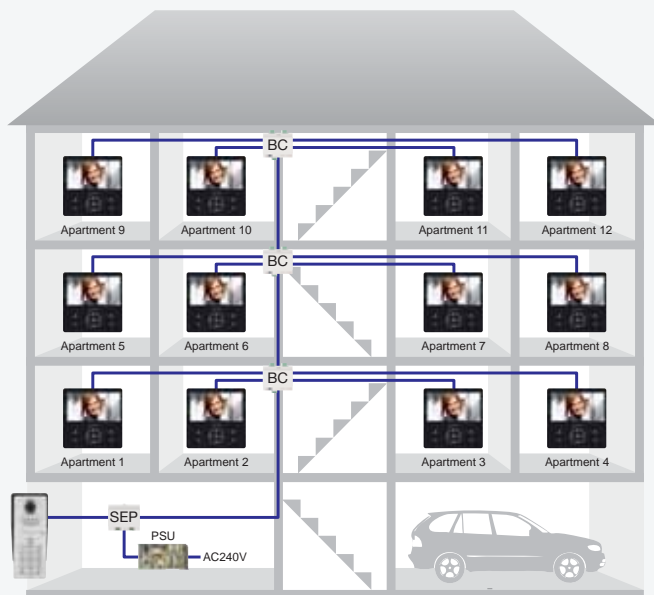 BC
Apartment 9
Apartment 10
Apartment 11
Apartment 12
BC
Apartment 5
Apartment 6
Apartment 7
Apartment 8
BC
Apartment 1
Apartment 2
Apartment 3
Apartment 4
SEP
PSU
AC240V